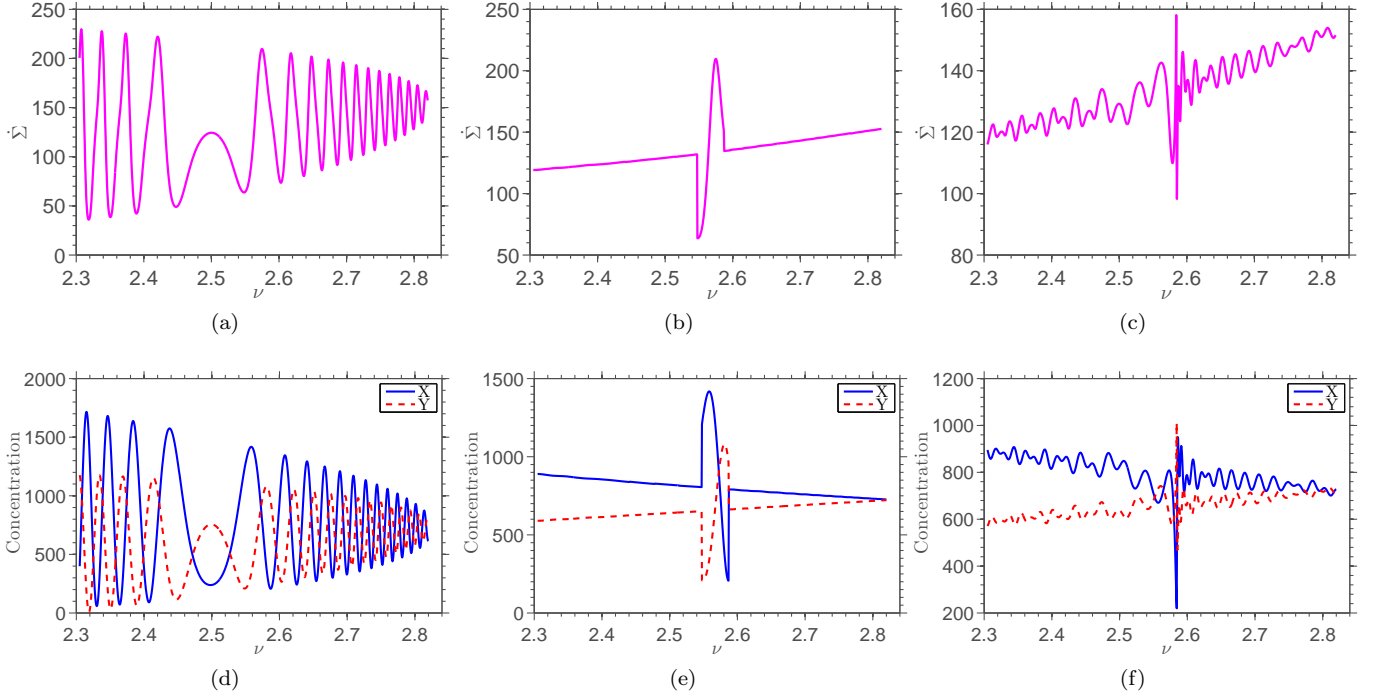 250
200
150
100
50
0
Σ̇
2.3 2.4 2.5 2.6 2.7 2.8
ν
(a)
250
200
150
100
50
Σ̇
2.3 2.4 2.5 2.6 2.7 2.8
ν
(b)
160
140
120
100
80
Σ̇
2.3 2.4 2.5 2.6 2.7 2.8
ν
(c)
2000
1500
1000
500
0
Concentration
X
Y
2.3 2.4 2.5 2.6 2.7 2.8
ν
(d)
1500
1000
500
0
Concentration
X
Y
2.3 2.4 2.5 2.6 2.7 2.8
ν
(e)
1200
1000
800
600
400
200
Concentration
X
Y
2.3 2.4 2.5 2.6 2.7 2.8
ν
(f)